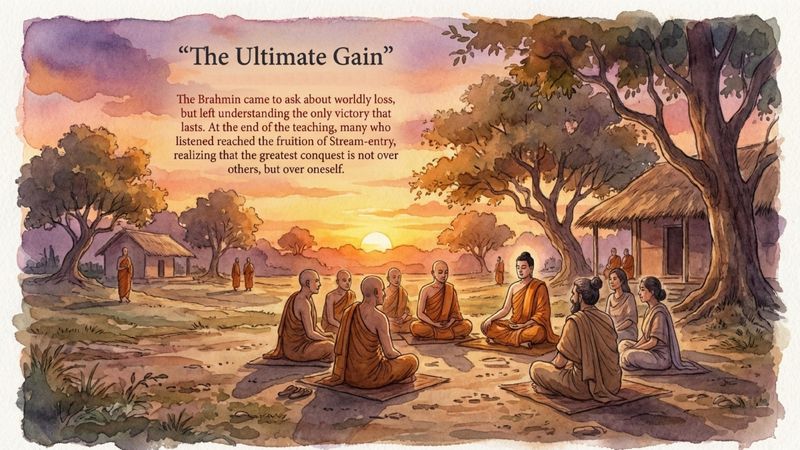 “The Ultimate Gain”
The Brahmin came to ask about worldly loss,
but left understanding the only victory that
lasts. At the end of the teaching, many who
listened reached the fruition of Stream-entry,
realizing that the greatest conquest is not over
others, but over oneself.